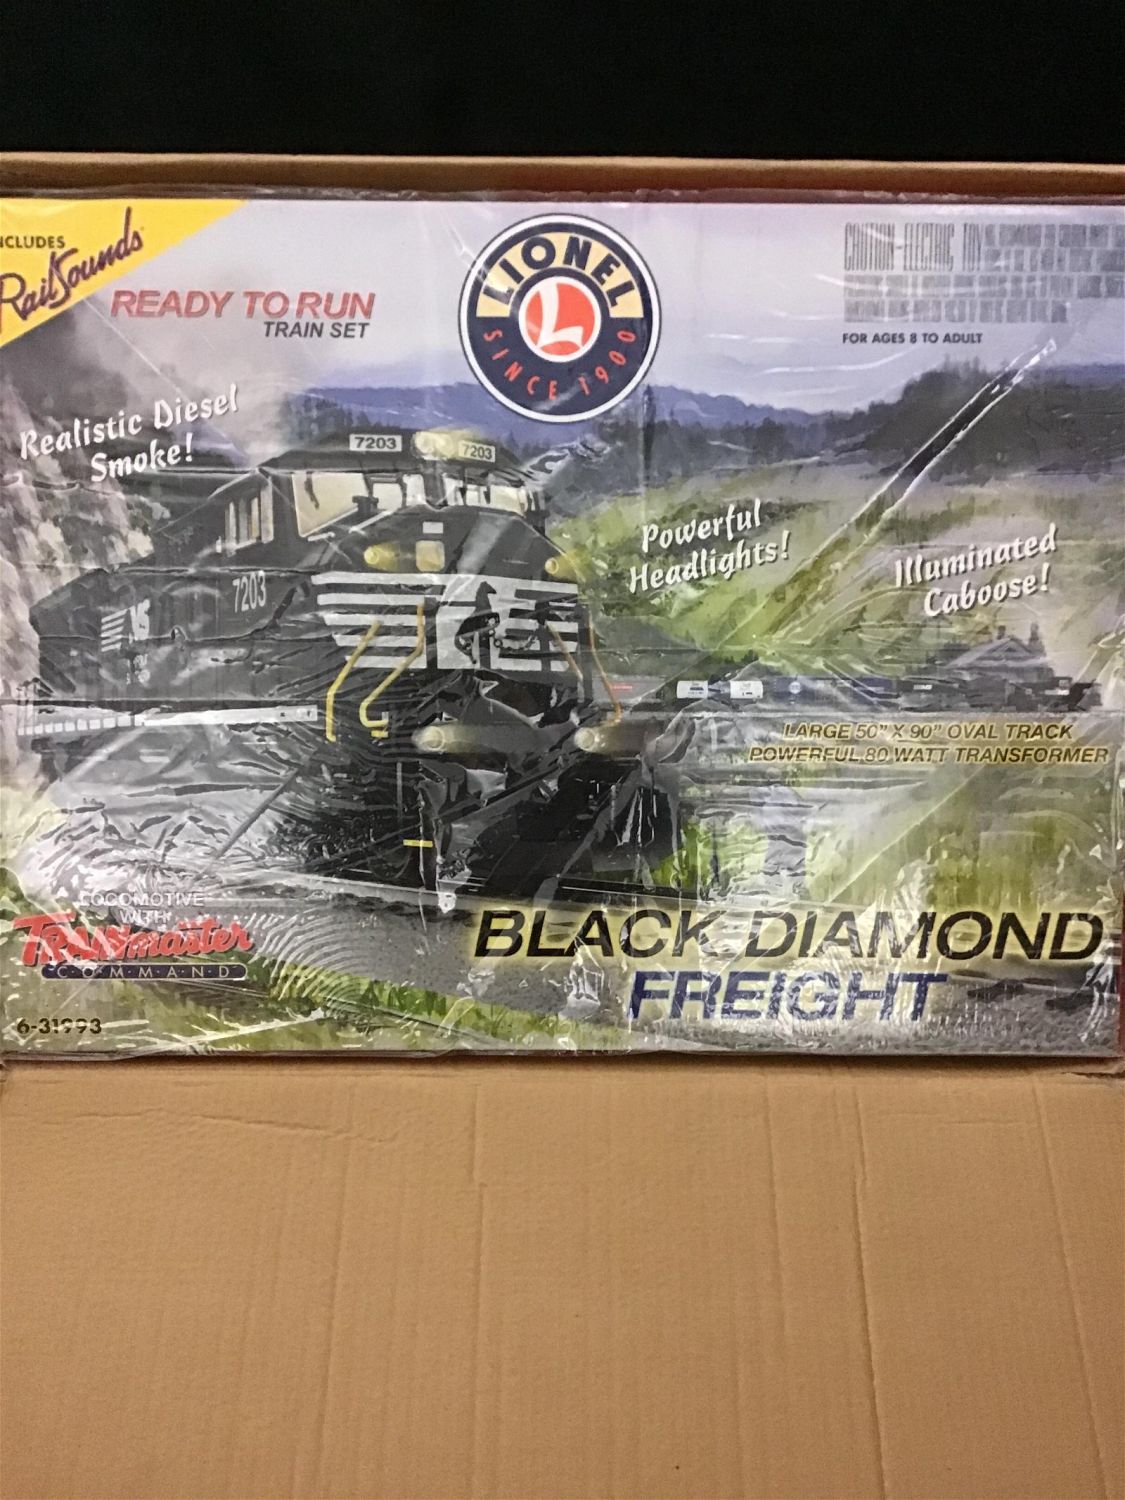 INCLUDES
RailSounds
READY TO RUN
TRAIN SET
LIONEL
SINCE 1900
L
CAUTION-ELECTRIC TOY
FOR AGES 8 TO ADULT
Realistic Diesel
Smoke!
7203
7203
Powerful
Headlights!
Illuminated
Caboose!
7203
NS
LARGE 50" X 90" OVAL TRACK
POWERFUL 80 WATT TRANSFORMER
LOCOMOTIVE
WITH
TRAINmaster
COMMAND
BLACK DIAMOND
FREIGHT
6-31993